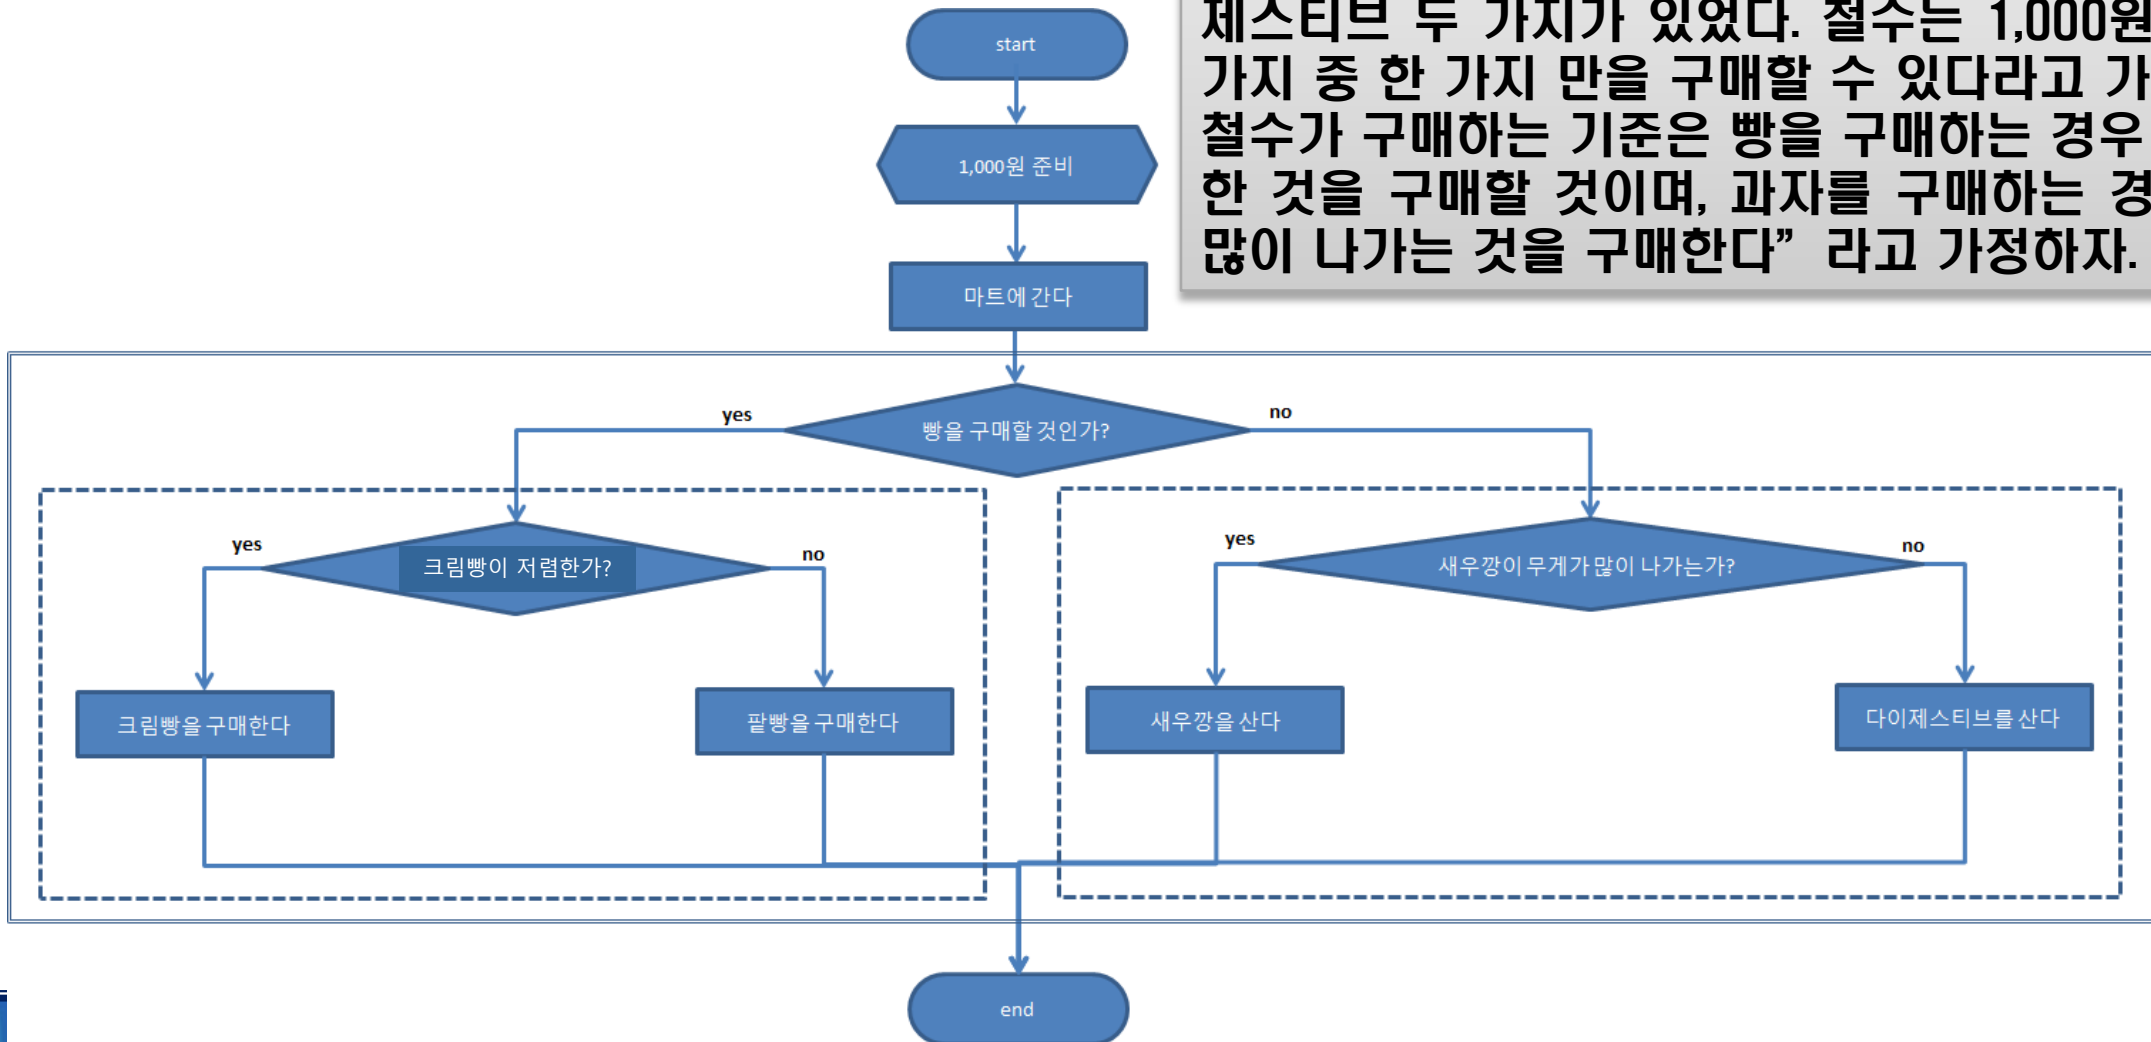 제스티브 두 가지가 있었다. 철수는 1,000원
가지 중 한 가지 만을 구매할 수 있다라고 가
철수가 구매하는 기준은 빵을 구매하는 경우
한 것을 구매할 것이며, 과자를 구매하는 경
많이 나가는 것을 구매한다” 라고 가정하자.
start
1,000원 준비
마트에 간다
빵을 구매할 것인가?
yes
no
크림빵이 저렴한가?
yes
no
새우깡이 무게가 많이 나가는가?
yes
no
크림빵을 구매한다
팥빵을 구매한다
새우깡을 산다
다이제스티브를 산다
end